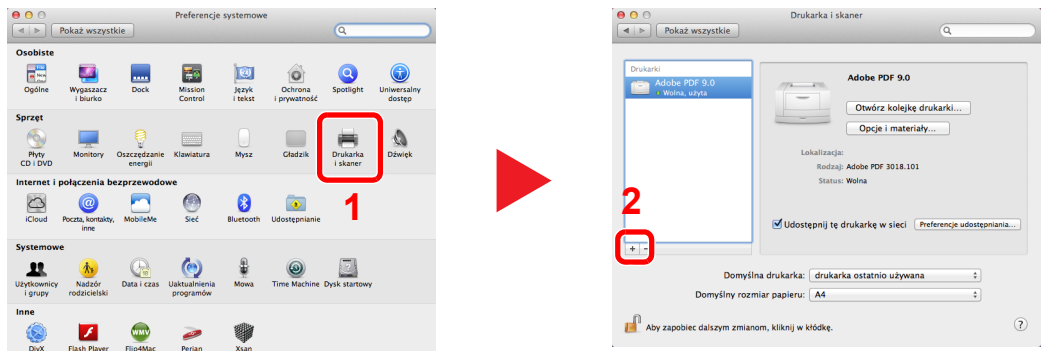 Preferencje systemowe
Pokaż wszystkie
Osobiste
Ogólne
Wygaszacz
i biurko
Dock
Mission
Control
Język
i tekst
Ochrona
i prywatność
Spotlight
Uniwersalny
dostęp
Sprzęt
Płyty
CD i DVD
Monitory
Oszczędzanie
energii
Klawiatura
Mysz
Gładzik
Drukarka
i skaner
Dźwięk
1
Internet i połączenia bezprzewodowe
iCloud
Poczta, kontakty,
inne
MobileMe
Sieć
Bluetooth
Udostępnianie
Systemowe
Użytkownicy
i grupy
Nadzór
rodzicielski
Data i czas
Uaktualnienia
programów
Mowa
Time Machine
Dysk startowy
Inne
DivX
Flash Player
WMV
Flip4Mac
Perian
Xsan
Drukarka i skaner
Pokaż wszystkie
Drukarki
Adobe PDF 9.0
Wolna, użyta
2
+ −
Adobe PDF 9.0
Otwórz kolejkę drukarki...
Opcje i materiały...
Lokalizacja:
Rodzaj: Adobe PDF 3018.101
Status: Wolna
Udostępnij tę drukarkę w sieci
Preferencje udostępniania...
Domyślna drukarka: drukarka ostatnio używana
Domyślny rozmiar papieru: A4
Aby zapobiec dalszym zmianom, kliknij w kłódkę.
?